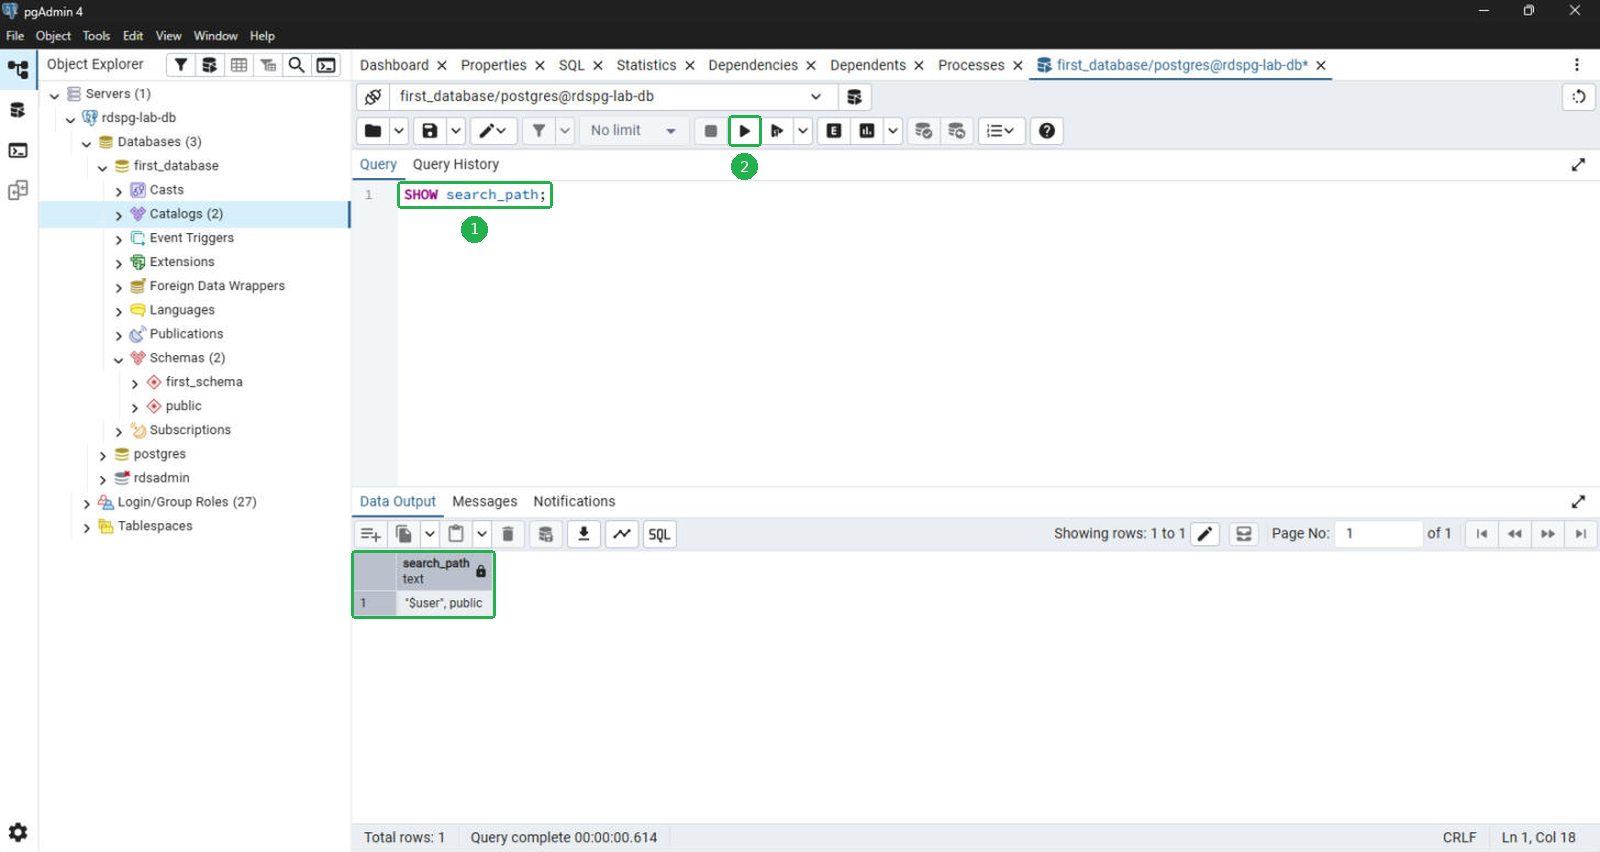 pgAdmin 4
File Object Tools Edit View Window Help
Object Explorer
Dashboard Properties SQL Statistics Dependencies Dependents Processes first_database/postgres@rdspg-lab-db*
Servers (1)
rdspg-lab-db
Databases (3)
first_database
Casts
Catalogs (2)
Event Triggers
Extensions
Foreign Data Wrappers
Languages
Publications
Schemas (2)
first_schema
public
Subscriptions
postgres
rdsadmin
Login/Group Roles (27)
Tablespaces
first_database/postgres@rdspg-lab-db
No limit E
Query Query History 2
1 SHOW search_path;
1
Data Output Messages Notifications
SQL Showing rows: 1 to 1 Page No: 1 of 1
search_path
text
1 "$user", public
Total rows: 1 Query complete 00:00:00.614 CRLF Ln 1, Col 18